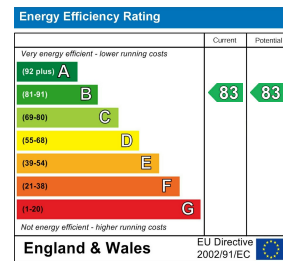 Energy Efficiency Rating
Current Potential
Very energy efficient - lower running costs
(92 plus) A
(81-91) B 83 83
(69-80) C
(55-68) D
(39-54) E
(21-38) F
(1-20) G
Not energy efficient - higher running costs
England & Wales
EU Directive
2002/91/EC